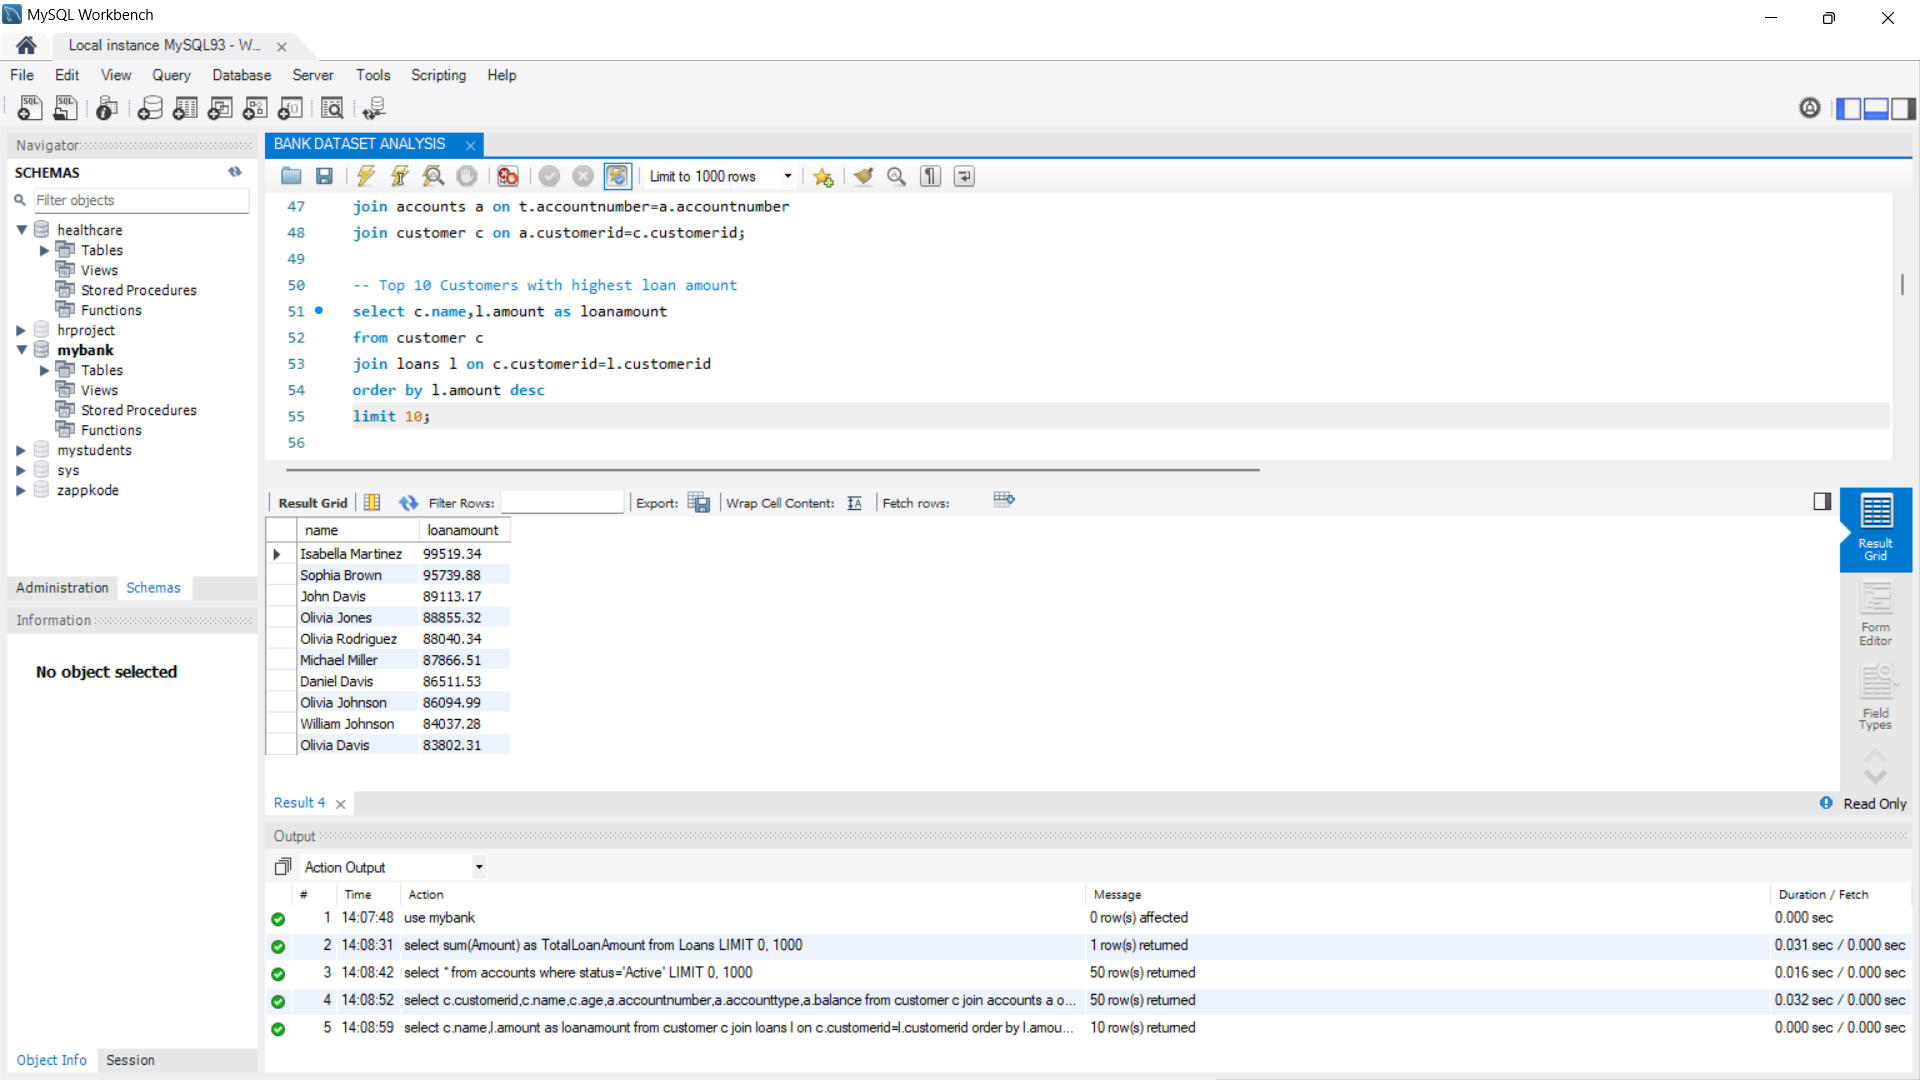 MySQL Workbench
Local instance MySQL93 - W...
File Edit View Query Database Server Tools Scripting Help
Navigator
SCHEMAS
Filter objects
healthcare
Tables
Views
Stored Procedures
Functions
hrproject
mybank
Tables
Views
Stored Procedures
Functions
mystudents
sys
zappkode
Administration Schemas
Information
No object selected
Object Info Session
BANK DATASET ANALYSIS
Limit to 1000 rows
47 join accounts a on t.accountnumber=a.accountnumber
48 join customer c on a.customerid=c.customerid;
49
50 -- Top 10 Customers with highest loan amount
51 select c.name,l.amount as loanamount
52 from customer c
53 join loans l on c.customerid=l.customerid
54 order by l.amount desc
55 limit 10;
56
Result Grid Filter Rows: Export: Wrap Cell Content: Fetch rows:
name loanamount
Isabella Martinez 99519.34
Sophia Brown 95739.88
John Davis 89113.17
Olivia Jones 88855.32
Olivia Rodriguez 88040.34
Michael Miller 87866.51
Daniel Davis 86511.53
Olivia Johnson 86094.99
William Johnson 84037.28
Olivia Davis 83802.31
Result
Grid
Form
Editor
Field
Types
Result 4
Read Only
Output
Action Output
# Time Action Message Duration / Fetch
1 14:07:48 use mybank 0 row(s) affected 0.000 sec
2 14:08:31 select sum(Amount) as TotalLoanAmount from Loans LIMIT 0, 1000 1 row(s) returned 0.031 sec / 0.000 sec
3 14:08:42 select * from accounts where status='Active' LIMIT 0, 1000 50 row(s) returned 0.016 sec / 0.000 sec
4 14:08:52 select c.customerid,c.name,c.age,a.accountnumber,a.accounttype,a.balance from customer c join accounts a o... 50 row(s) returned 0.032 sec / 0.000 sec
5 14:08:59 select c.name,l.amount as loanamount from customer c join loans l on c.customerid=l.customerid order by l.amou... 10 row(s) returned 0.000 sec / 0.000 sec